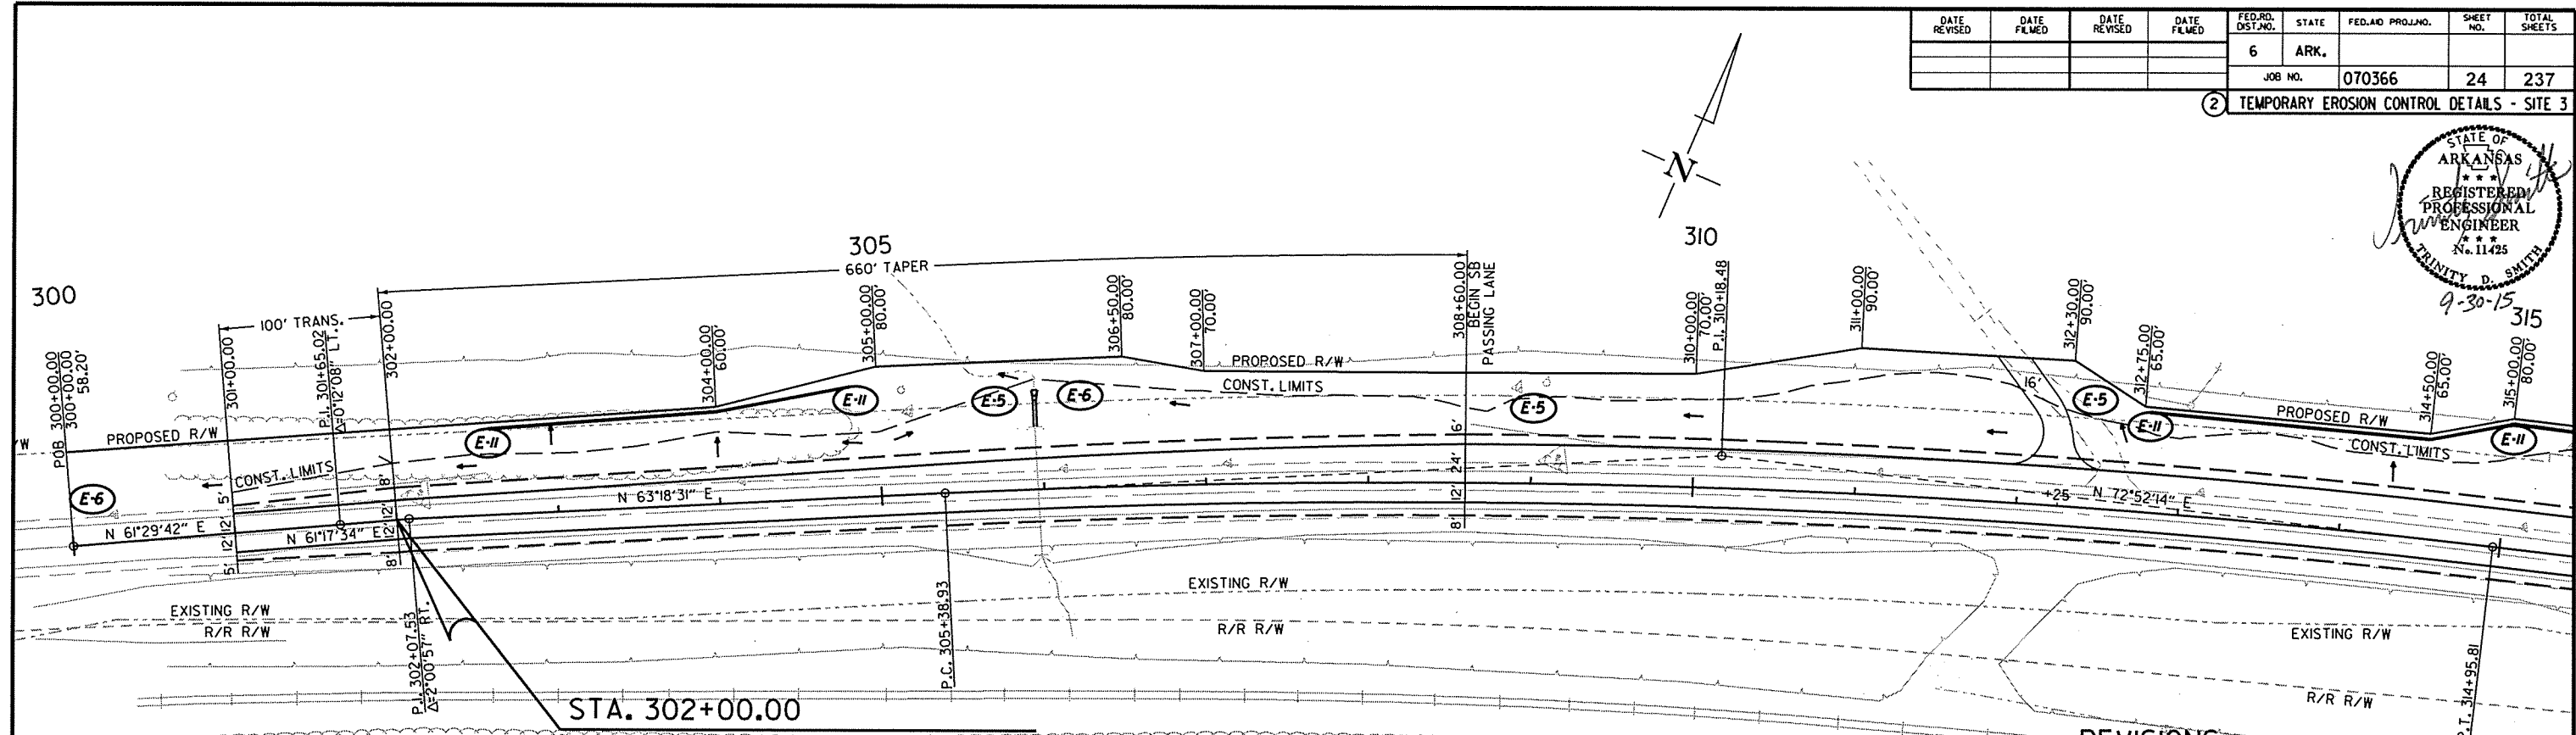 DATE REVISED
DATE FILMED
DATE REVISED
DATE FILMED
FED.RD. DIST.NO.
STATE
FED.AID PROJ.NO.
SHEET NO.
TOTAL SHEETS
6
ARK.
JOB NO.
070366
24
237
2
TEMPORARY EROSION CONTROL DETAILS - SITE 3
STATE OF
ARKANSAS
★ ★ ★
REGISTERED
PROFESSIONAL
ENGINEER
★ ★ ★
No. 11425
TRINITY D. SMITH
9-30-15
N
300
305
310
315
660' TAPER
100' TRANS.
POB 300+00.00
300+00.00
58.20'
301+00.00
P.I. 301+65.02
Δ=0°12'08" LT.
302+00.00
304+00.00
60.00'
305+00.00
80.00'
306+50.00
80.00'
307+00.00
70.00'
308+60.00
BEGIN SB
PASSING LANE
310+00.00
70.00'
P.I. 310+18.48
311+00.00
90.00'
312+30.00
90.00'
312+75.00
65.00'
314+50.00
65.00'
315+00.00
80.00'
/W
PROPOSED R/W
PROPOSED R/W
PROPOSED R/W
CONST. LIMITS
CONST. LIMITS
CONST. LIMITS
E-6
E-11
E-11
E-5
E-6
E-5
E-5
E-11
E-11
16'
5'
12'
12'
5'
8'
12'
12'
8'
6'
24'
12'
8'
N 61°29'42" E
N 61°17'34" E
N 63°18'31" E
+25
N 72°52'14" E
EXISTING R/W
R/R R/W
EXISTING R/W
R/R R/W
EXISTING R/W
R/R R/W
P.I. 302+07.53
Δ=2°00'57" RT.
P.C. 305+38.93
P.T. 314+95.81
STA. 302+00.00
REVISIONS